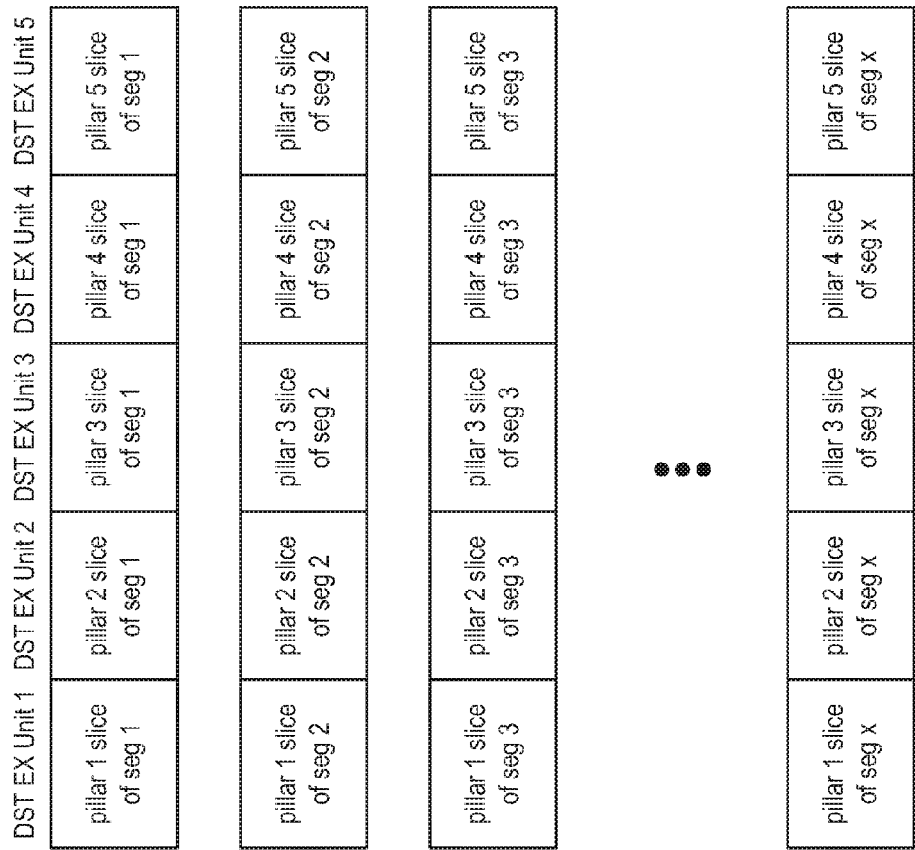 DST EX Unit 1
DST EX Unit 2
DST EX Unit 3
DST EX Unit 4
DST EX Unit 5
pillar 1 slice
of seg 1
pillar 2 slice
of seg 1
pillar 3 slice
of seg 1
pillar 4 slice
of seg 1
pillar 5 slice
of seg 1
pillar 1 slice
of seg 2
pillar 2 slice
of seg 2
pillar 3 slice
of seg 2
pillar 4 slice
of seg 2
pillar 5 slice
of seg 2
pillar 1 slice
of seg 3
pillar 2 slice
of seg 3
pillar 3 slice
of seg 3
pillar 4 slice
of seg 3
pillar 5 slice
of seg 3
pillar 1 slice
of seg x
pillar 2 slice
of seg x
pillar 3 slice
of seg x
pillar 4 slice
of seg x
pillar 5 slice
of seg x